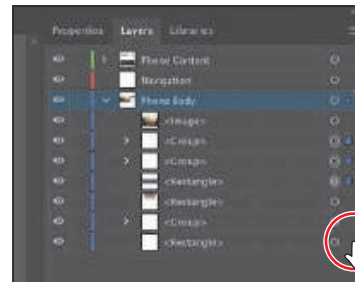 Properties Layers Libraries
Phone Content
Navigation
Phone Body
<Image>
<Group>
<Group>
<Rectangle>
<Rectangle>
<Group>
<Rectangle>